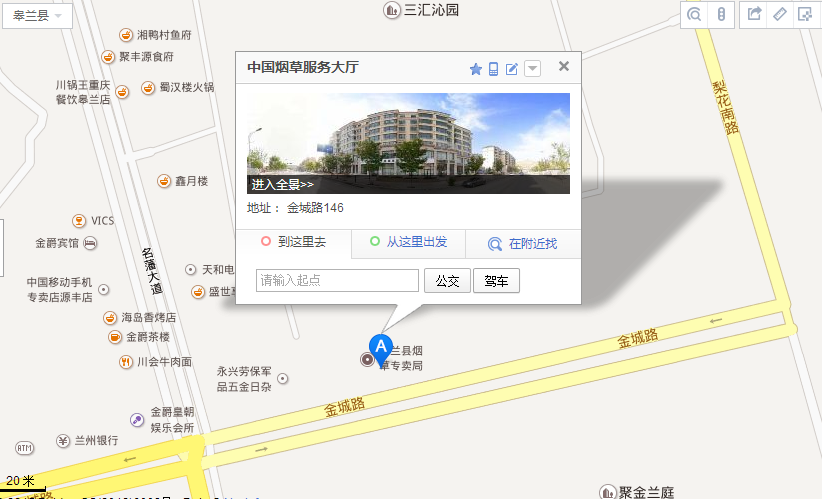 皋兰县
三汇沁园
湘鸭村鱼府
聚丰源食府
川锅王重庆
餐饮皋兰店
蜀汉楼火锅
鑫月楼
VICS
金爵宾馆
中国移动手机
专卖店源丰店
名藩大道
天和电
盛世
海岛香烤店
金爵茶楼
川会牛肉面
永兴劳保军
品五金日杂
金爵皇朝
娱乐会所
兰州银行
ATM
20 米
中国烟草服务大厅
进入全景>>
地址： 金城路146
到这里去
从这里出发
在附近找
请输入起点
公交
驾车
A
兰县烟
草专卖局
金城路
金城路
梨花南路
聚金兰庭